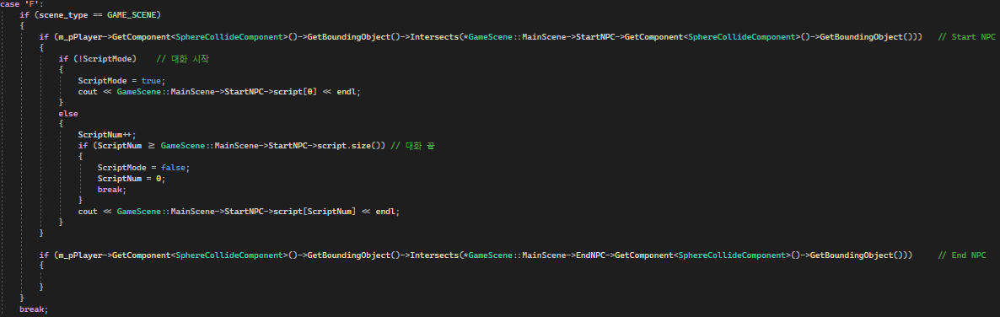 case 'F':
    if (scene_type == GAME_SCENE)
    {
        if (m_pPlayer->GetComponent<SphereCollideComponent>()->GetBoundingObject()->Intersects(*GameScene::MainScene->StartNPC->GetComponent<SphereCollideComponent>()->GetBoundingObject()))   // Start NPC
        {
            if (!ScriptMode)    // 대화 시작
            {
                ScriptMode = true;
                cout << GameScene::MainScene->StartNPC->script[0] << endl;
            }
            else
            {
                ScriptNum++;
                if (ScriptNum ≥ GameScene::MainScene->StartNPC->script.size()) // 대화 끝
                {
                    ScriptMode = false;
                    ScriptNum = 0;
                    break;
                }
                cout << GameScene::MainScene->StartNPC->script[ScriptNum] << endl;
            }
        }

        if (m_pPlayer->GetComponent<SphereCollideComponent>()->GetBoundingObject()->Intersects(*GameScene::MainScene->EndNPC->GetComponent<SphereCollideComponent>()->GetBoundingObject()))     // End NPC
        {

        }
    }
    break;